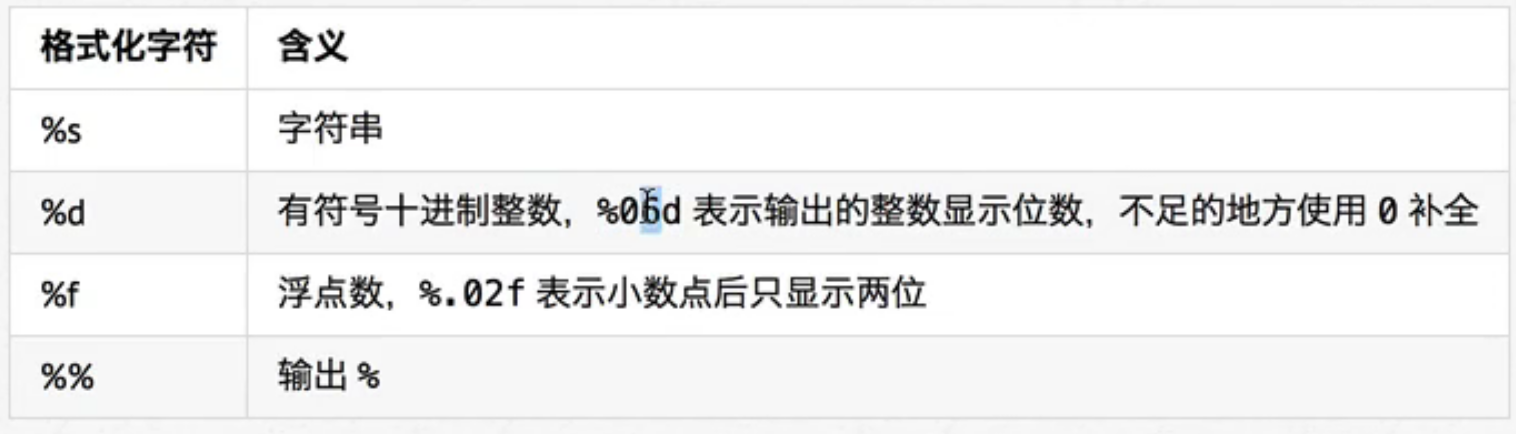 格式化字符 含义
%s 字符串
%d 有符号十进制整数，%06d 表示输出的整数显示位数，不足的地方使用 0 补全
%f 浮点数，%.02f 表示小数点后只显示两位
%% 输出 %